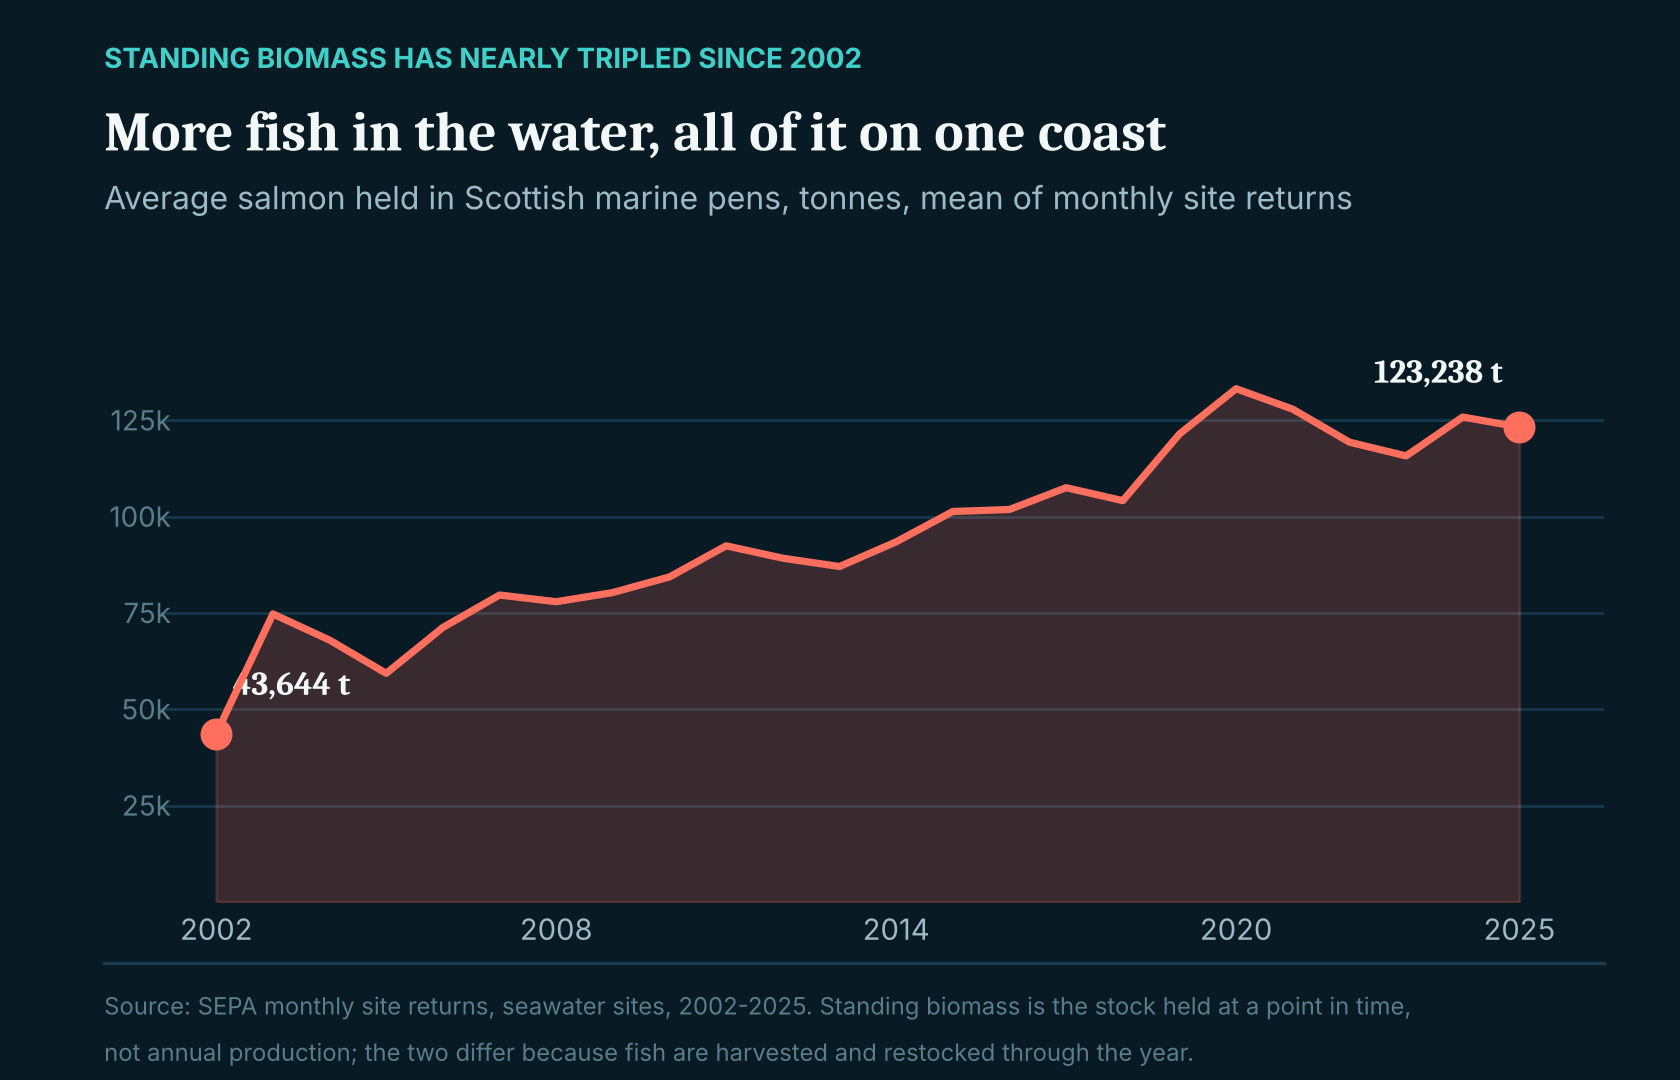 STANDING BIOMASS HAS NEARLY TRIPLED SINCE 2002
More fish in the water, all of it on one coast
Average salmon held in Scottish marine pens, tonnes, mean of monthly site returns
123,238 t
125k
100k
75k
43,644 t
50k
25k
2002 2008 2014 2020 2025
Source: SEPA monthly site returns, seawater sites, 2002-2025. Standing biomass is the stock held at a point in time,
not annual production; the two differ because fish are harvested and restocked through the year.